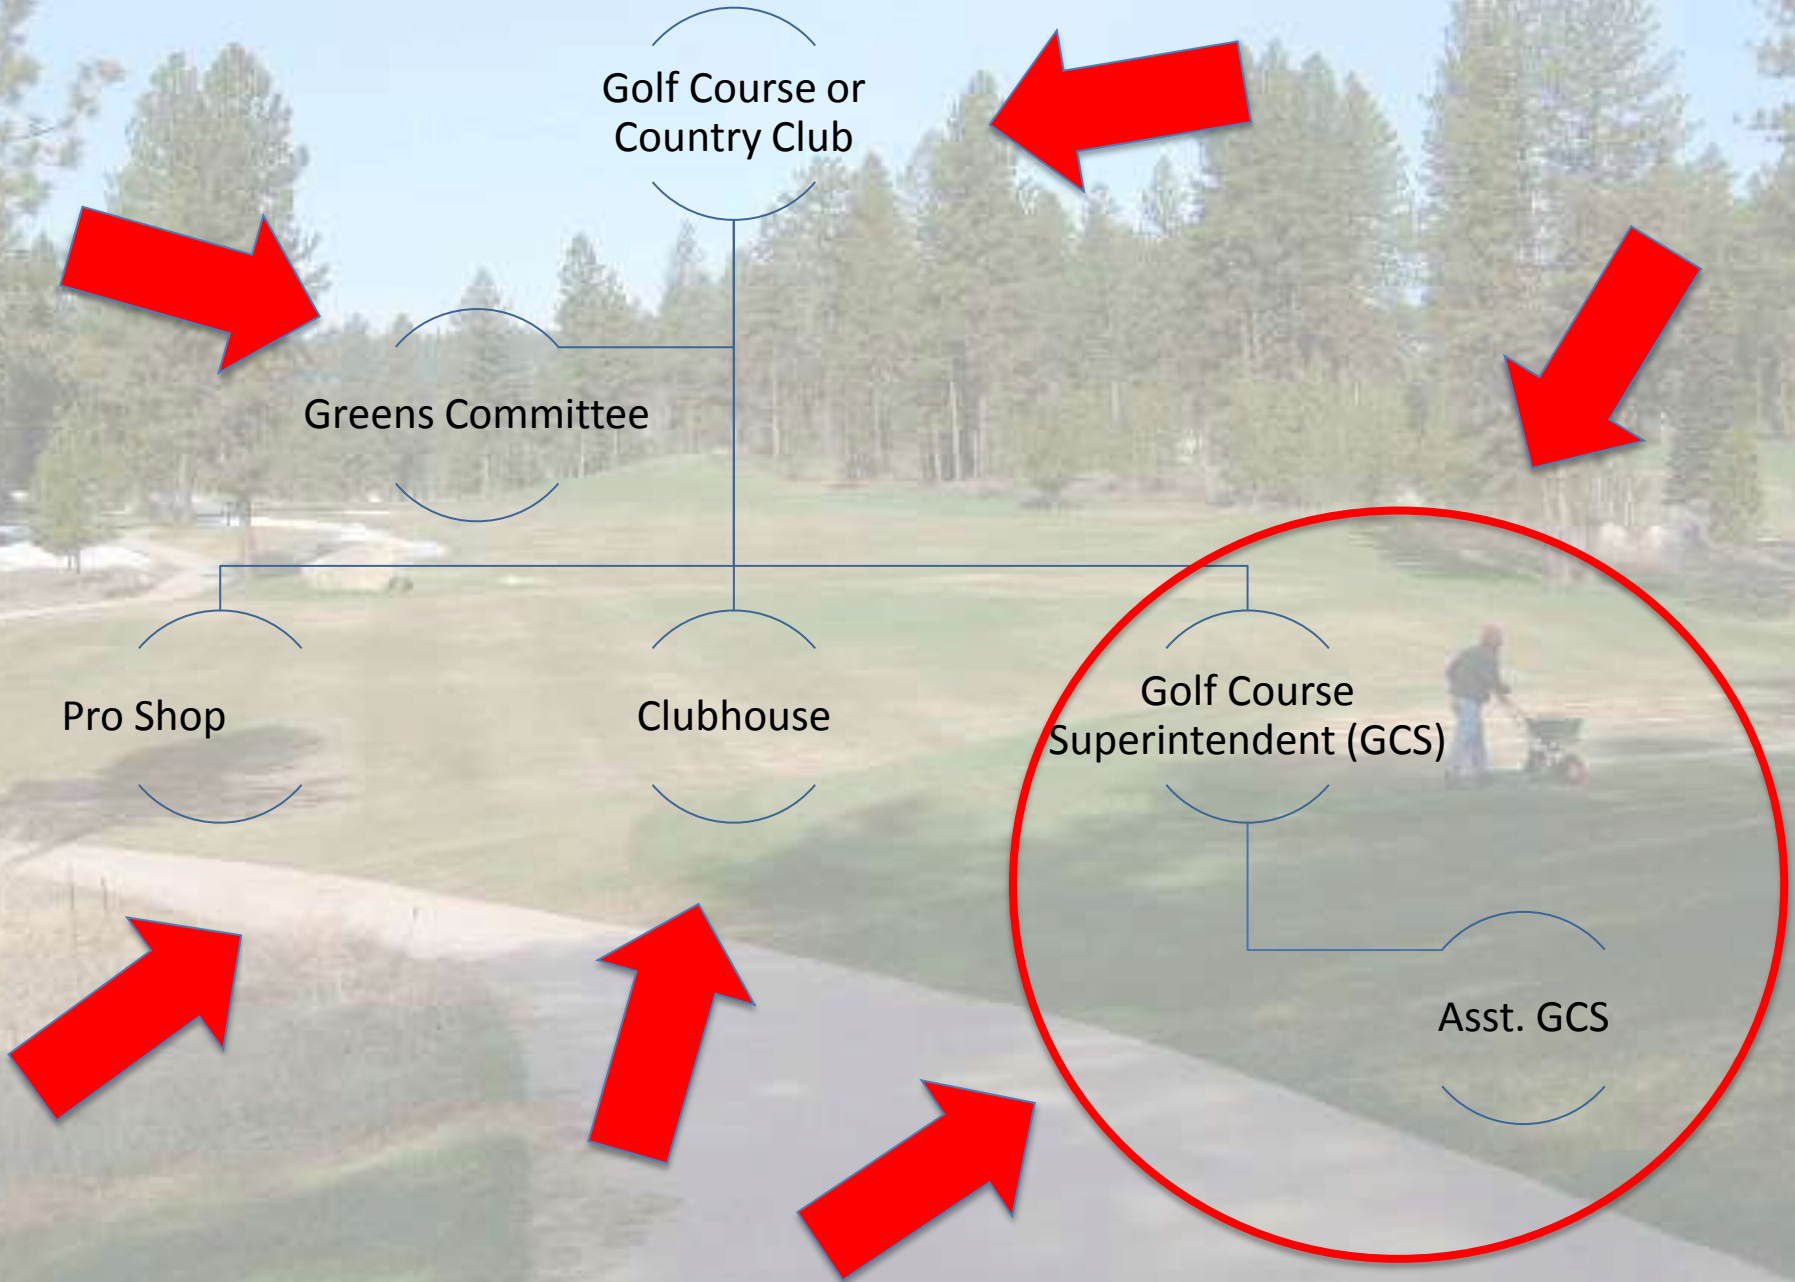 Golf Course or
Country Club
Greens Committee
Pro Shop
Clubhouse
Golf Course
Superintendent (GCS)
Asst. GCS